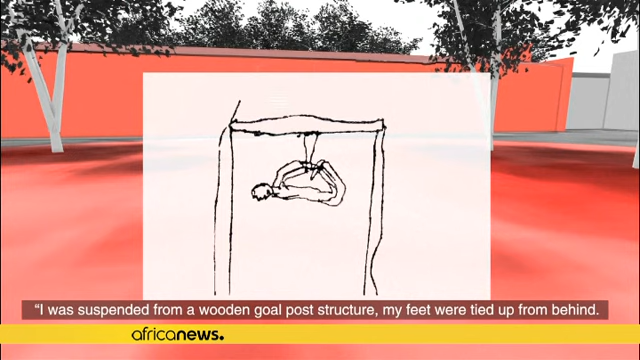 “I was suspended from a wooden goal post structure, my feet were tied up from behind.
africanews.